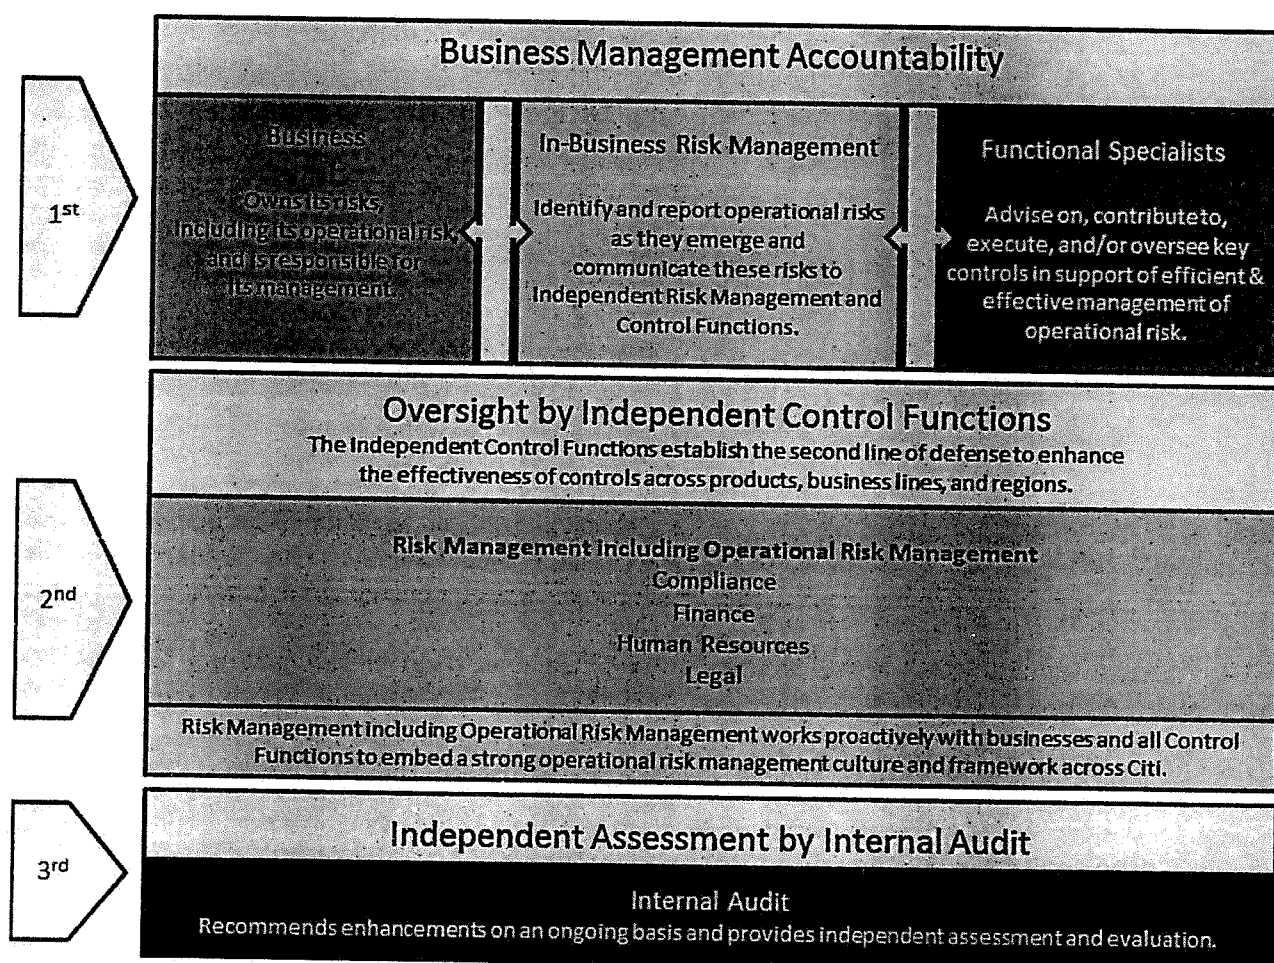 Business Management Accountability
1st
Business
Owns its risks,
including its operational risk,
and is responsible for
its management.
In-Business Risk Management
Identify and report operational risks
as they emerge and
communicate these risks to
Independent Risk Management and
Control Functions.
Functional Specialists
Advise on, contribute to,
execute, and/or oversee key
controls in support of efficient &
effective management of
operational risk.
2nd
Oversight by Independent Control Functions
The Independent Control Functions establish the second line of defense to enhance
the effectiveness of controls across products, business lines, and regions.
Risk Management including Operational Risk Management
Compliance
Finance
Human Resources
Legal
Risk Management including Operational Risk Management works proactively with businesses and all Control
Functions to embed a strong operational risk management culture and framework across Citi.
3rd
Independent Assessment by Internal Audit
Internal Audit
Recommends enhancements on an ongoing basis and provides independent assessment and evaluation.